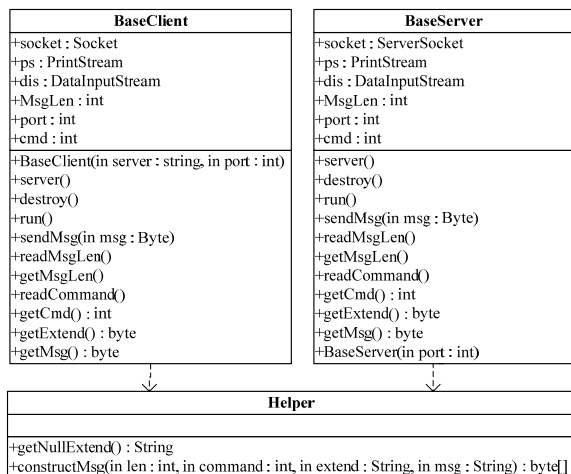 BaseClient
+socket : Socket
+ps : PrintStream
+dis : DataInputStream
+MsgLen : int
+port : int
+cmd : int
+BaseClient(in server : string, in port : int)
+server()
+destroy()
+run()
+sendMsg(in msg : Byte)
+readMsgLen()
+getMsgLen()
+readCommand()
+getCmd() : int
+getExtend() : byte
+getMsg() : byte
BaseServer
+socket : ServerSocket
+ps : PrintStream
+dis : DataInputStream
+MsgLen : int
+port : int
+cmd : int
+server()
+destroy()
+run()
+sendMsg(in msg : Byte)
+readMsgLen()
+getMsgLen()
+readCommand()
+getCmd() : int
+getExtend() : byte
+getMsg() : byte
+BaseServer(in port : int)
Helper
+getNullExtend() : String
+constructMsg(in len : int, in command : int, in extend : String, in msg : String) : byte[]